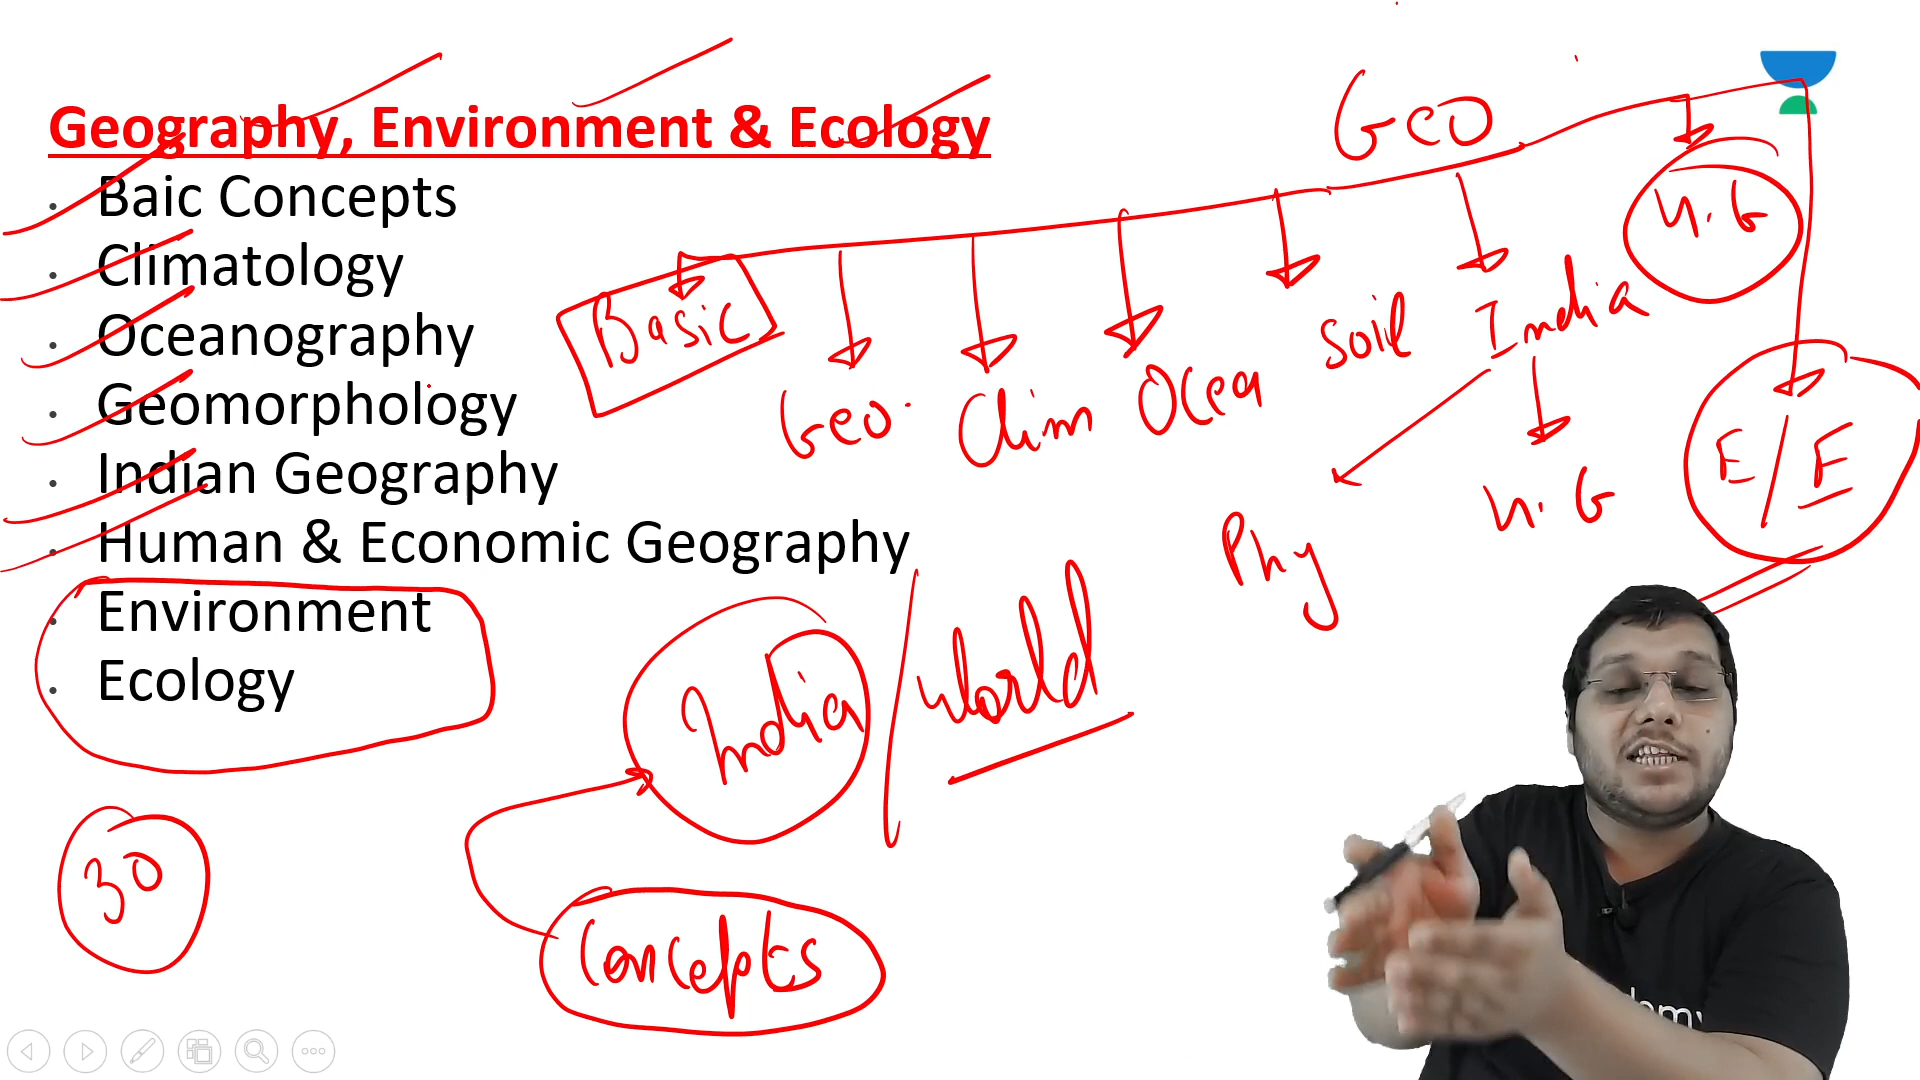 Geography, Environment & Ecology
Baic Concepts
Climatology
Oceanography
Geomorphology
Indian Geography
Human & Economic Geography
Environment
Ecology
Geo
Basic
Geo.
Clim
Ocea
Soil
India
H.G
E/E
Phy
H.G
India / World
Concepts
30